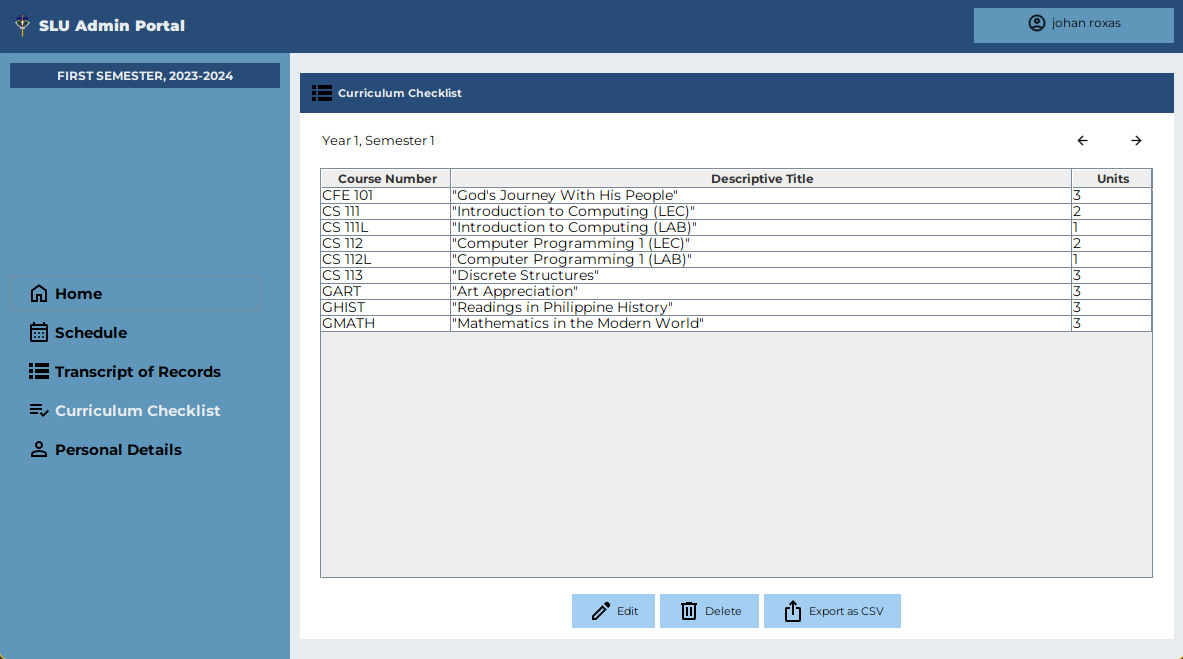 SLU Admin Portal
johan roxas
FIRST SEMESTER, 2023-2024
Home
Schedule
Transcript of Records
Curriculum Checklist
Personal Details
Curriculum Checklist
Year 1, Semester 1
Course Number Descriptive Title Units
CFE 101 "God's Journey With His People" 3
CS 111 "Introduction to Computing (LEC)" 2
CS 111L "Introduction to Computing (LAB)" 1
CS 112 "Computer Programming 1 (LEC)" 2
CS 112L "Computer Programming 1 (LAB)" 1
CS 113 "Discrete Structures" 3
GART "Art Appreciation" 3
GHIST "Readings in Philippine History" 3
GMATH "Mathematics in the Modern World" 3
Edit Delete Export as CSV